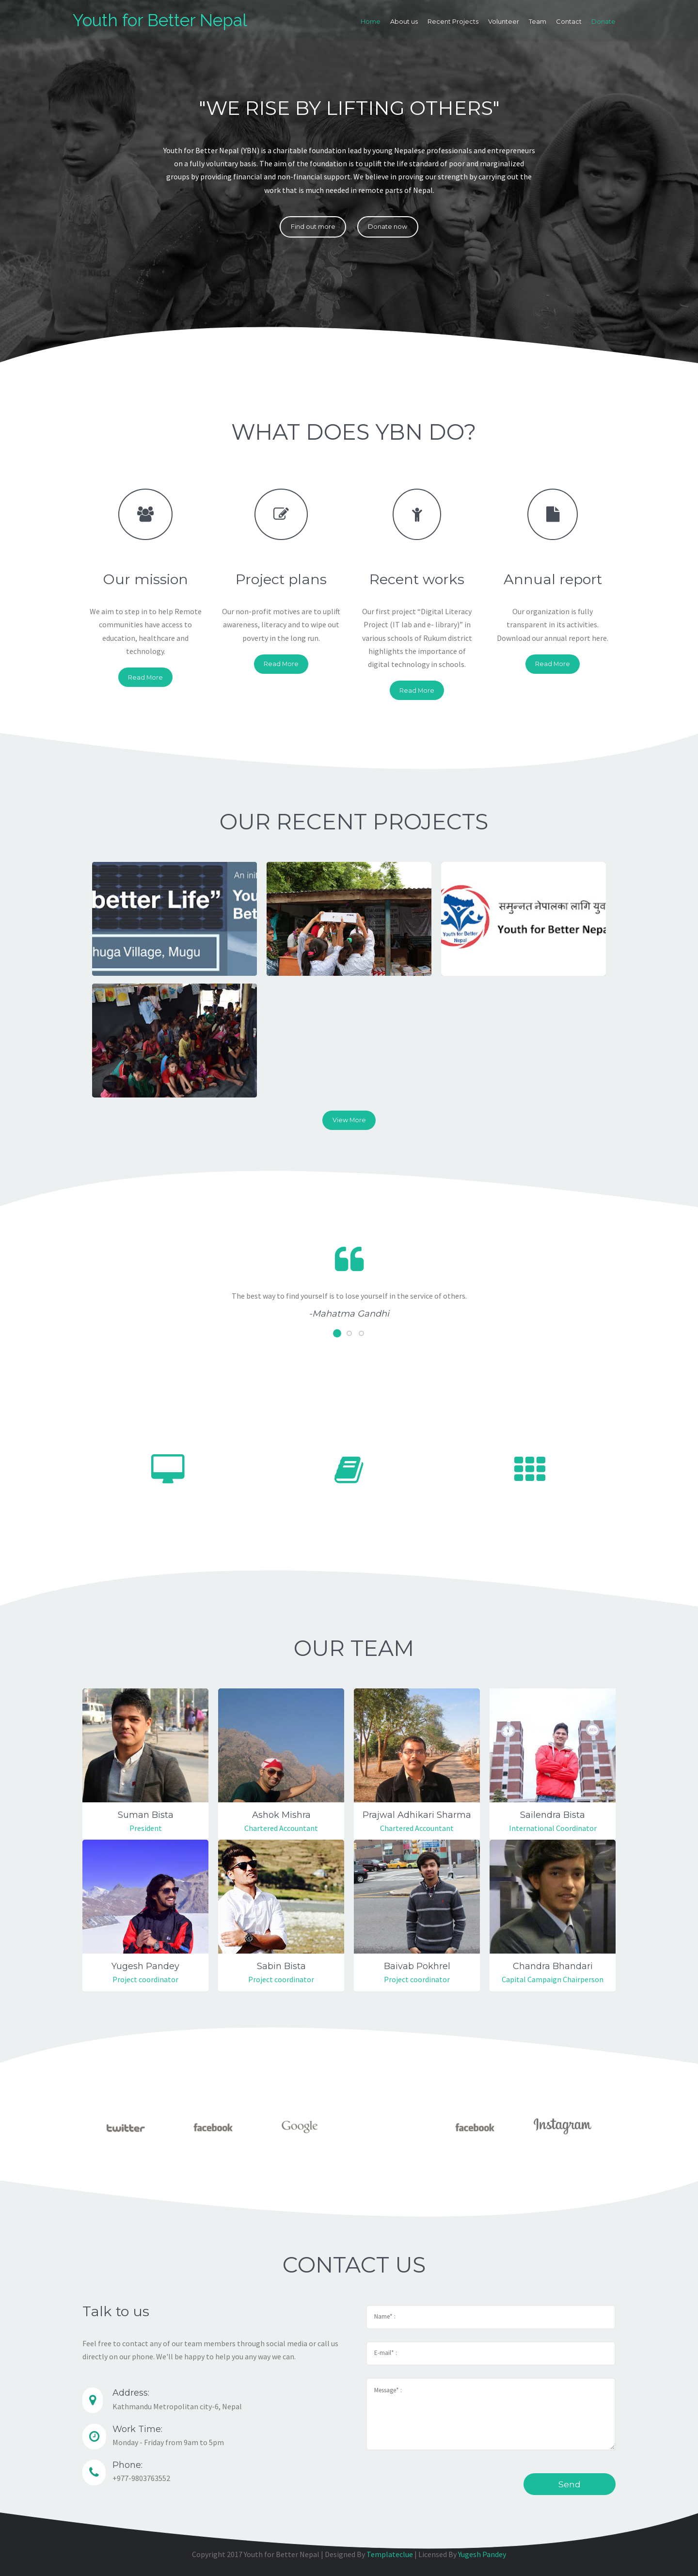 Youth for Better Nepal
Home About us Recent Projects Volunteer Team Contact Donate
"WE RISE BY LIFTING OTHERS"
Youth for Better Nepal (YBN) is a charitable foundation lead by young Nepalese professionals and entrepreneurs
on a fully voluntary basis. The aim of the foundation is to uplift the life standard of poor and marginalized
groups by providing financial and non-financial support. We believe in proving our strength by carrying out the
work that is much needed in remote parts of Nepal.
Find out more Donate now
WHAT DOES YBN DO?
Our mission
We aim to step in to help Remote
communities have access to
education, healthcare and
technology.
Read More
Project plans
Our non-profit motives are to uplift
awareness, literacy and to wipe out
poverty in the long run.
Read More
Recent works
Our first project “Digital Literacy
Project (IT lab and e- library)” in
various schools of Rukum district
highlights the importance of
digital technology in schools.
Read More
Annual report
Our organization is fully
transparent in its activities.
Download our annual report here.
Read More
OUR RECENT PROJECTS
better Life”
An init
You
Bet
huga Village, Mugu
समुन्नत नेपालका लागि युव
Youth for Better Nepa
Youth for Better
Nepal
View More
The best way to find yourself is to lose yourself in the service of others.
-Mahatma Gandhi
OUR TEAM
Suman Bista
President
Ashok Mishra
Chartered Accountant
Prajwal Adhikari Sharma
Chartered Accountant
Sailendra Bista
International Coordinator
Yugesh Pandey
Project coordinator
Sabin Bista
Project coordinator
Baivab Pokhrel
Project coordinator
Chandra Bhandari
Capital Campaign Chairperson
twitter facebook Google facebook Instagram
CONTACT US
Talk to us
Feel free to contact any of our team members through social media or call us
directly on our phone. We'll be happy to help you any way we can.
Address:
Kathmandu Metropolitan city-6, Nepal
Work Time:
Monday - Friday from 9am to 5pm
Phone:
+977-9803763552
Name* :
E-mail* :
Message* :
Send
Copyright 2017 Youth for Better Nepal | Designed By Templateclue | Licensed By Yugesh Pandey